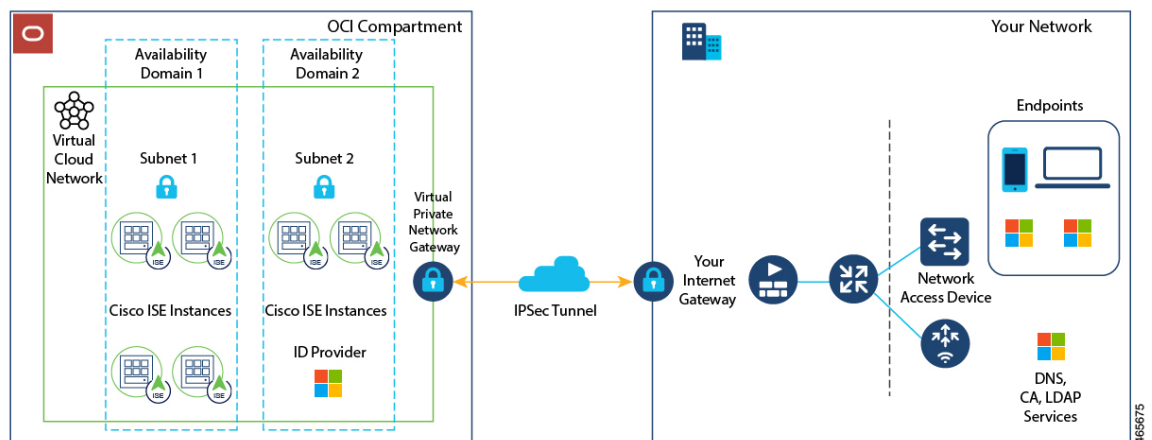 OCI Compartment
Availability
Domain 1
Availability
Domain 2
Virtual
Cloud
Network
Subnet 1
Subnet 2
ISE
ISE
ISE
ISE
Virtual
Private
Network
Gateway
Cisco ISE Instances
Cisco ISE Instances
ISE
ISE
ID Provider
IPSec Tunnel
Your Network
Your
Internet
Gateway
Network
Access Device
Endpoints
DNS,
CA, LDAP
Services
465675